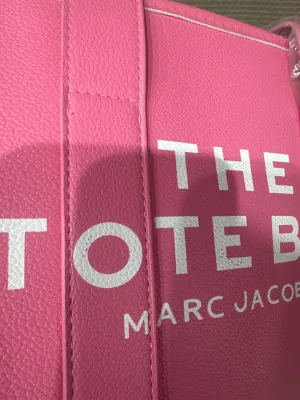 THE
TOTE B
MARC JACOB